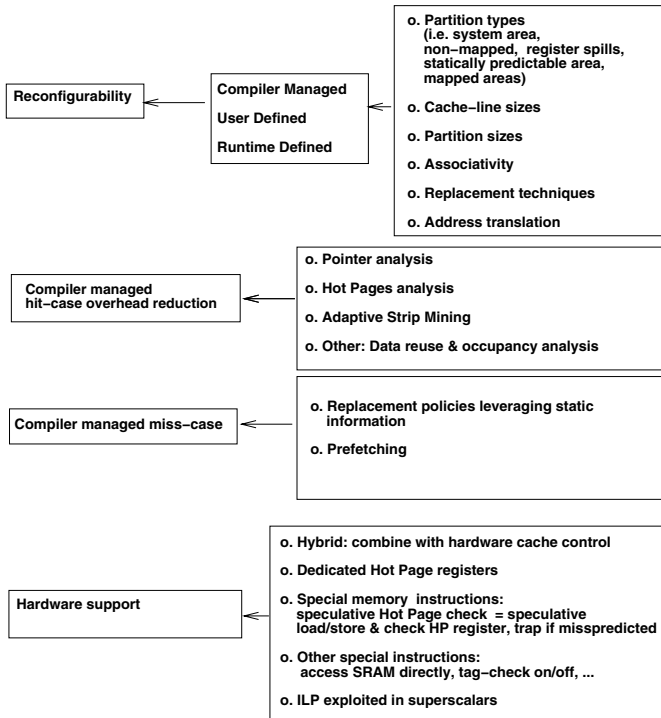 Reconfigurability
Compiler Managed
User Defined
Runtime Defined
o. Partition types
(i.e. system area,
non-mapped, register spills,
statically predictable area,
mapped areas)
o. Cache-line sizes
o. Partition sizes
o. Associativity
o. Replacement techniques
o. Address translation
Compiler managed
hit-case overhead reduction
o. Pointer analysis
o. Hot Pages analysis
o. Adaptive Strip Mining
o. Other: Data reuse & occupancy analysis
Compiler managed miss-case
o. Replacement policies leveraging static
information
o. Prefetching
Hardware support
o. Hybrid: combine with hardware cache control
o. Dedicated Hot Page registers
o. Special memory instructions:
speculative Hot Page check = speculative
load/store & check HP register, trap if misspredicted
o. Other special instructions:
access SRAM directly, tag-check on/off, ...
o. ILP exploited in superscalars